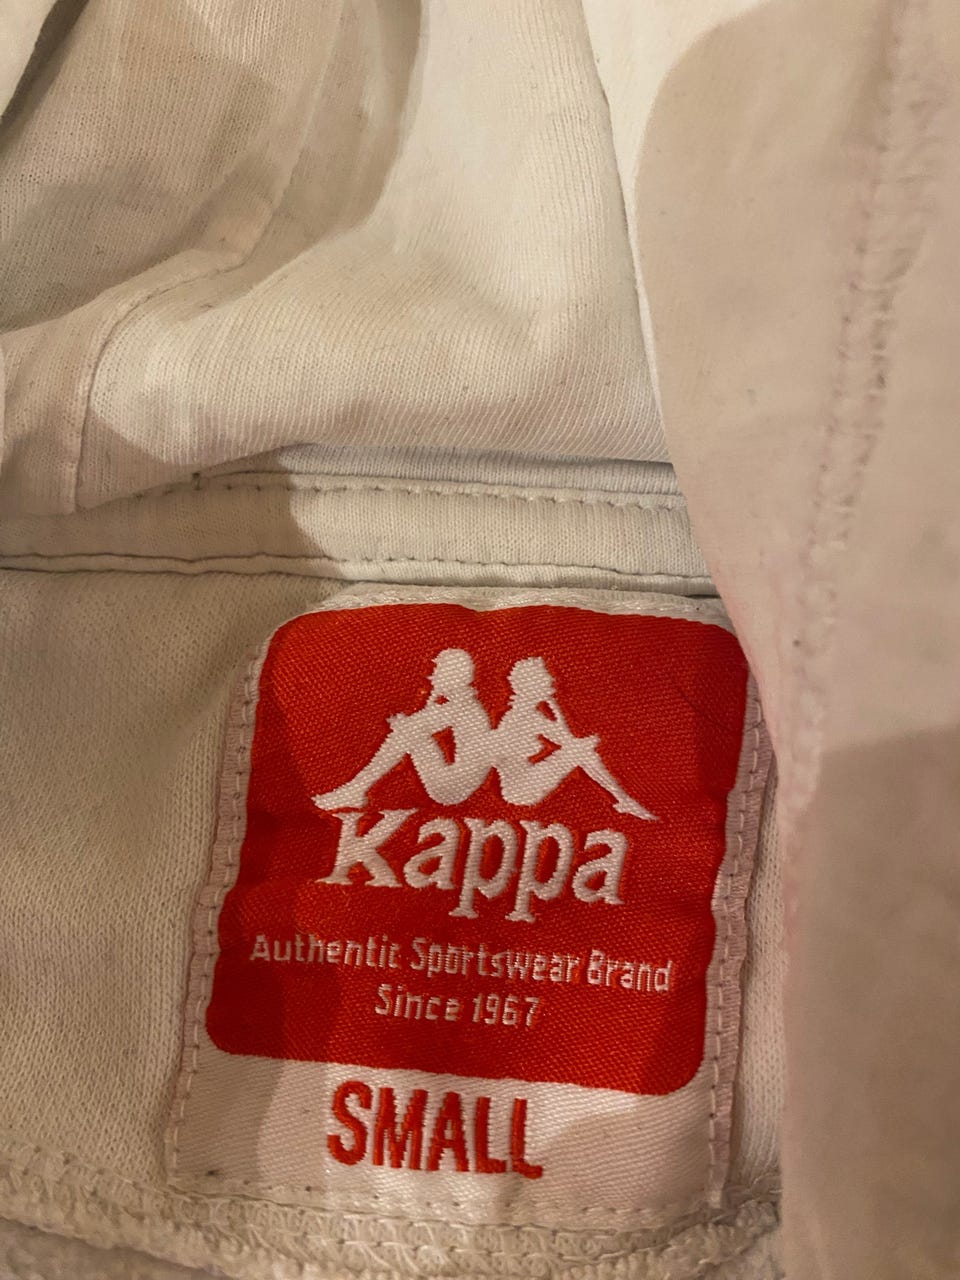 Kappa
Authentic Sportswear Brand
Since 1967
SMALL